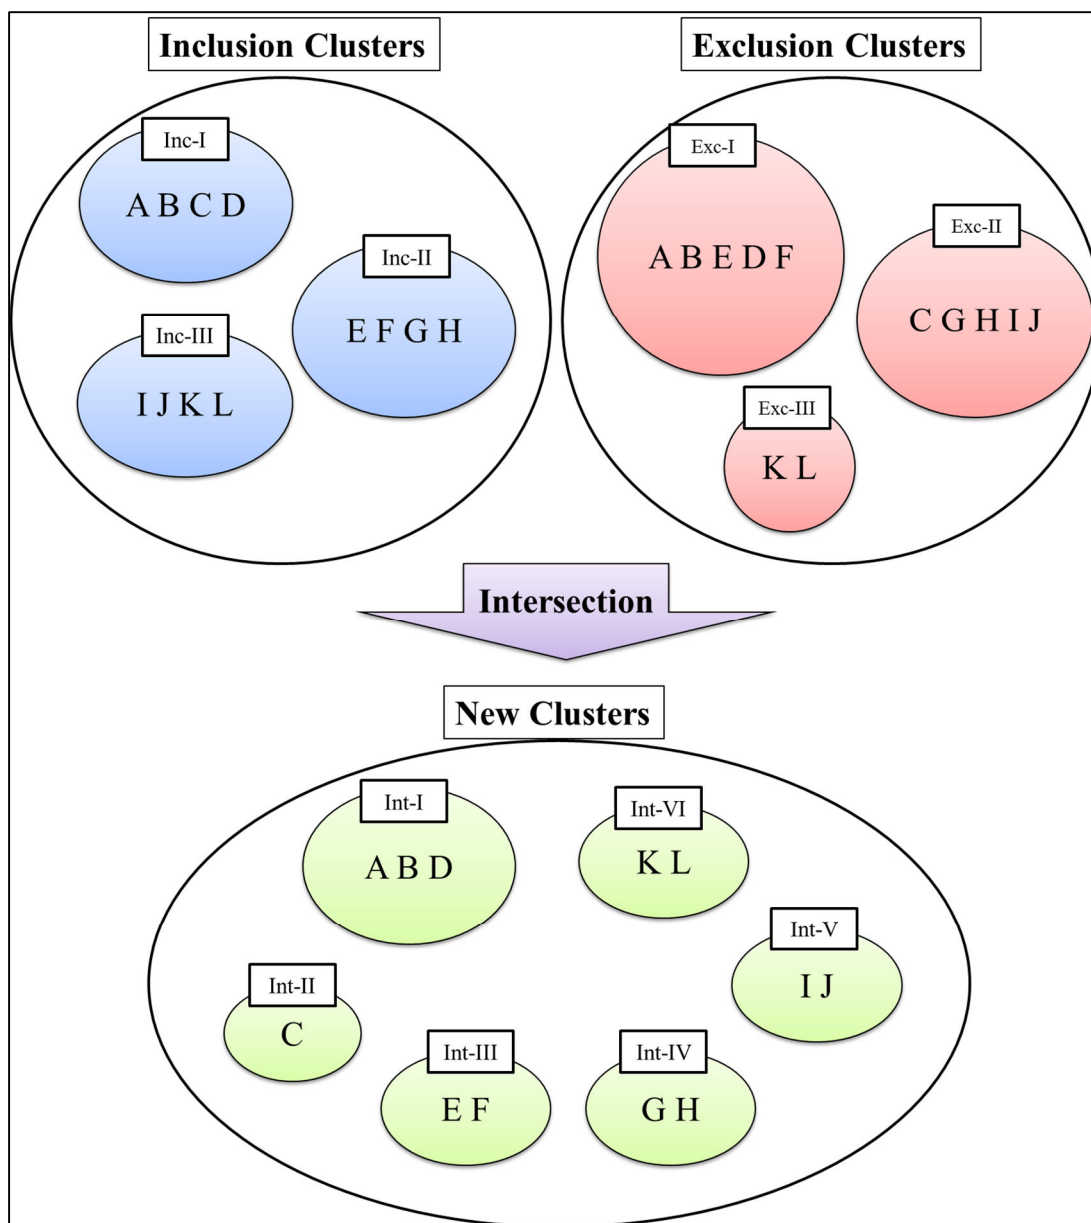 Inclusion Clusters
Exclusion Clusters
Inc-I
A B C D
Inc-II
E F G H
Inc-III
I J K L
Exc-I
A B E D F
Exc-II
C G H I J
Exc-III
K L
Intersection
New Clusters
Int-I
A B D
Int-VI
K L
Int-V
I J
Int-II
C
Int-III
E F
Int-IV
G H